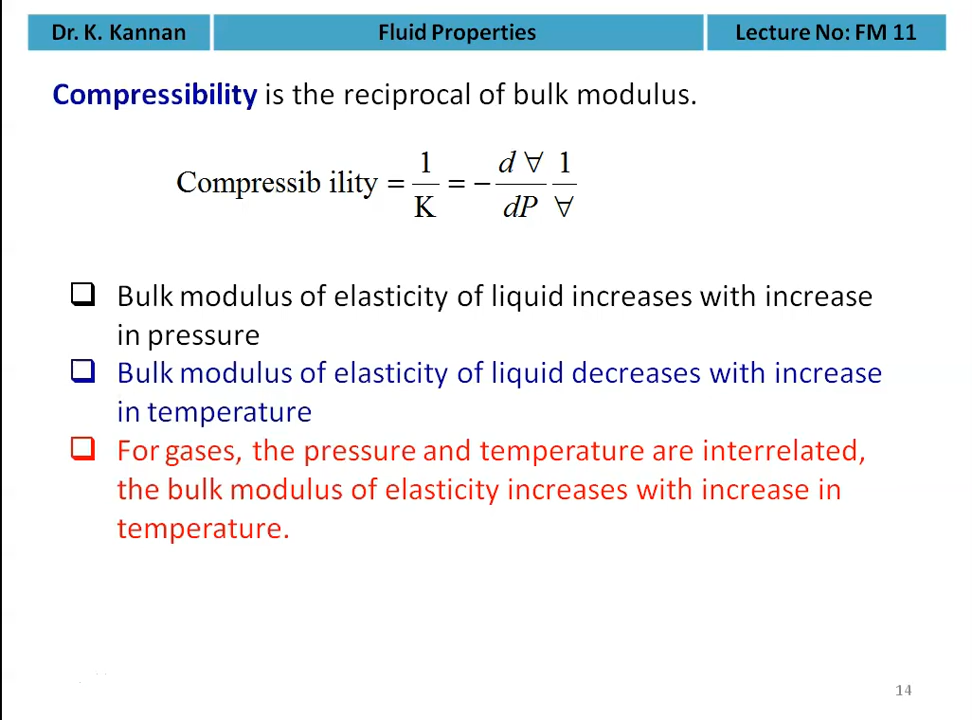 Dr. K. Kannan Fluid Properties Lecture No: FM 11
Compressibility is the reciprocal of bulk modulus.
Compressib ility = 1/K = − d∀/dP 1/∀
❑ Bulk modulus of elasticity of liquid increases with increase
in pressure
❑ Bulk modulus of elasticity of liquid decreases with increase
in temperature
❑ For gases, the pressure and temperature are interrelated,
the bulk modulus of elasticity increases with increase in
temperature.
14